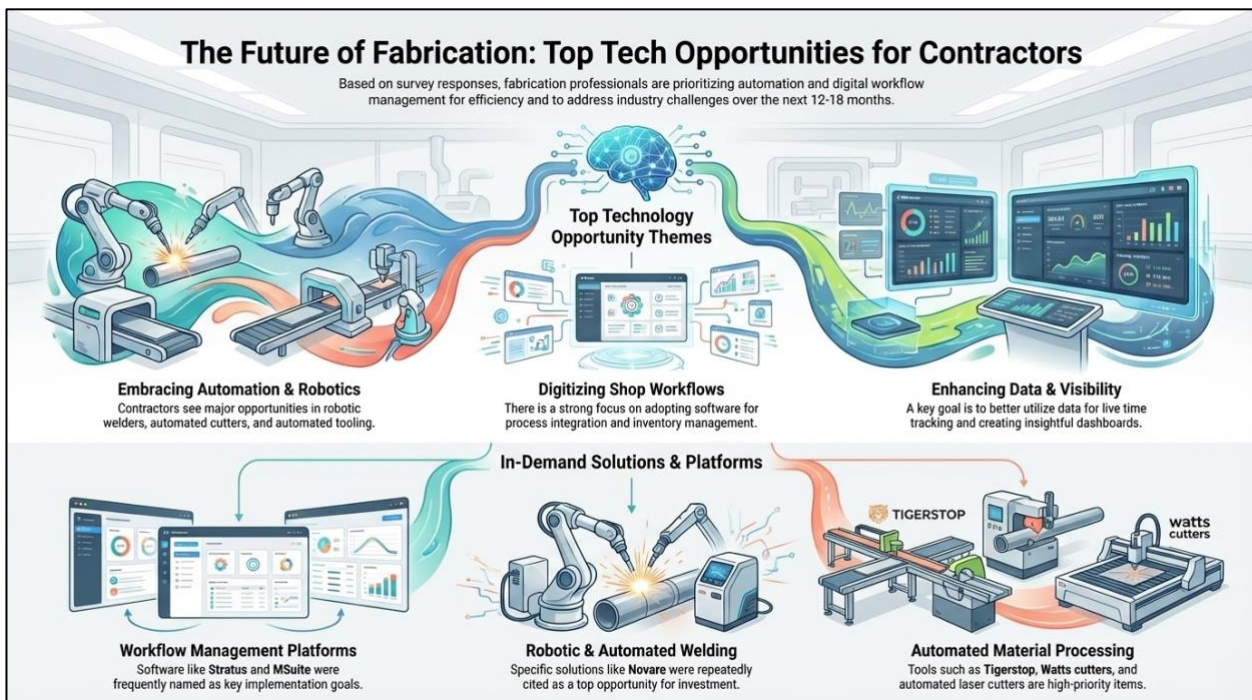 The Future of Fabrication: Top Tech Opportunities for Contractors
Based on survey responses, fabrication professionals are prioritizing automation and digital workflow
management for efficiency and to address industry challenges over the next 12-18 months.
Top Technology
Opportunity Themes
Embracing Automation & Robotics
Contractors see major opportunities in robotic
welders, automated cutters, and automated tooling.
Digitizing Shop Workflows
There is a strong focus on adopting software for
process integration and inventory management.
Enhancing Data & Visibility
A key goal is to better utilize data for live time
tracking and creating insightful dashboards.
In-Demand Solutions & Platforms
TIGERSTOP
watts
cutters
Workflow Management Platforms
Software like Stratus and MSuite were
frequently named as key implementation goals.
Robotic & Automated Welding
Specific solutions like Novare were repeatedly
cited as a top opportunity for investment.
Automated Material Processing
Tools such as Tigerstop, Watts cutters, and
automated laser cutters are high-priority items.